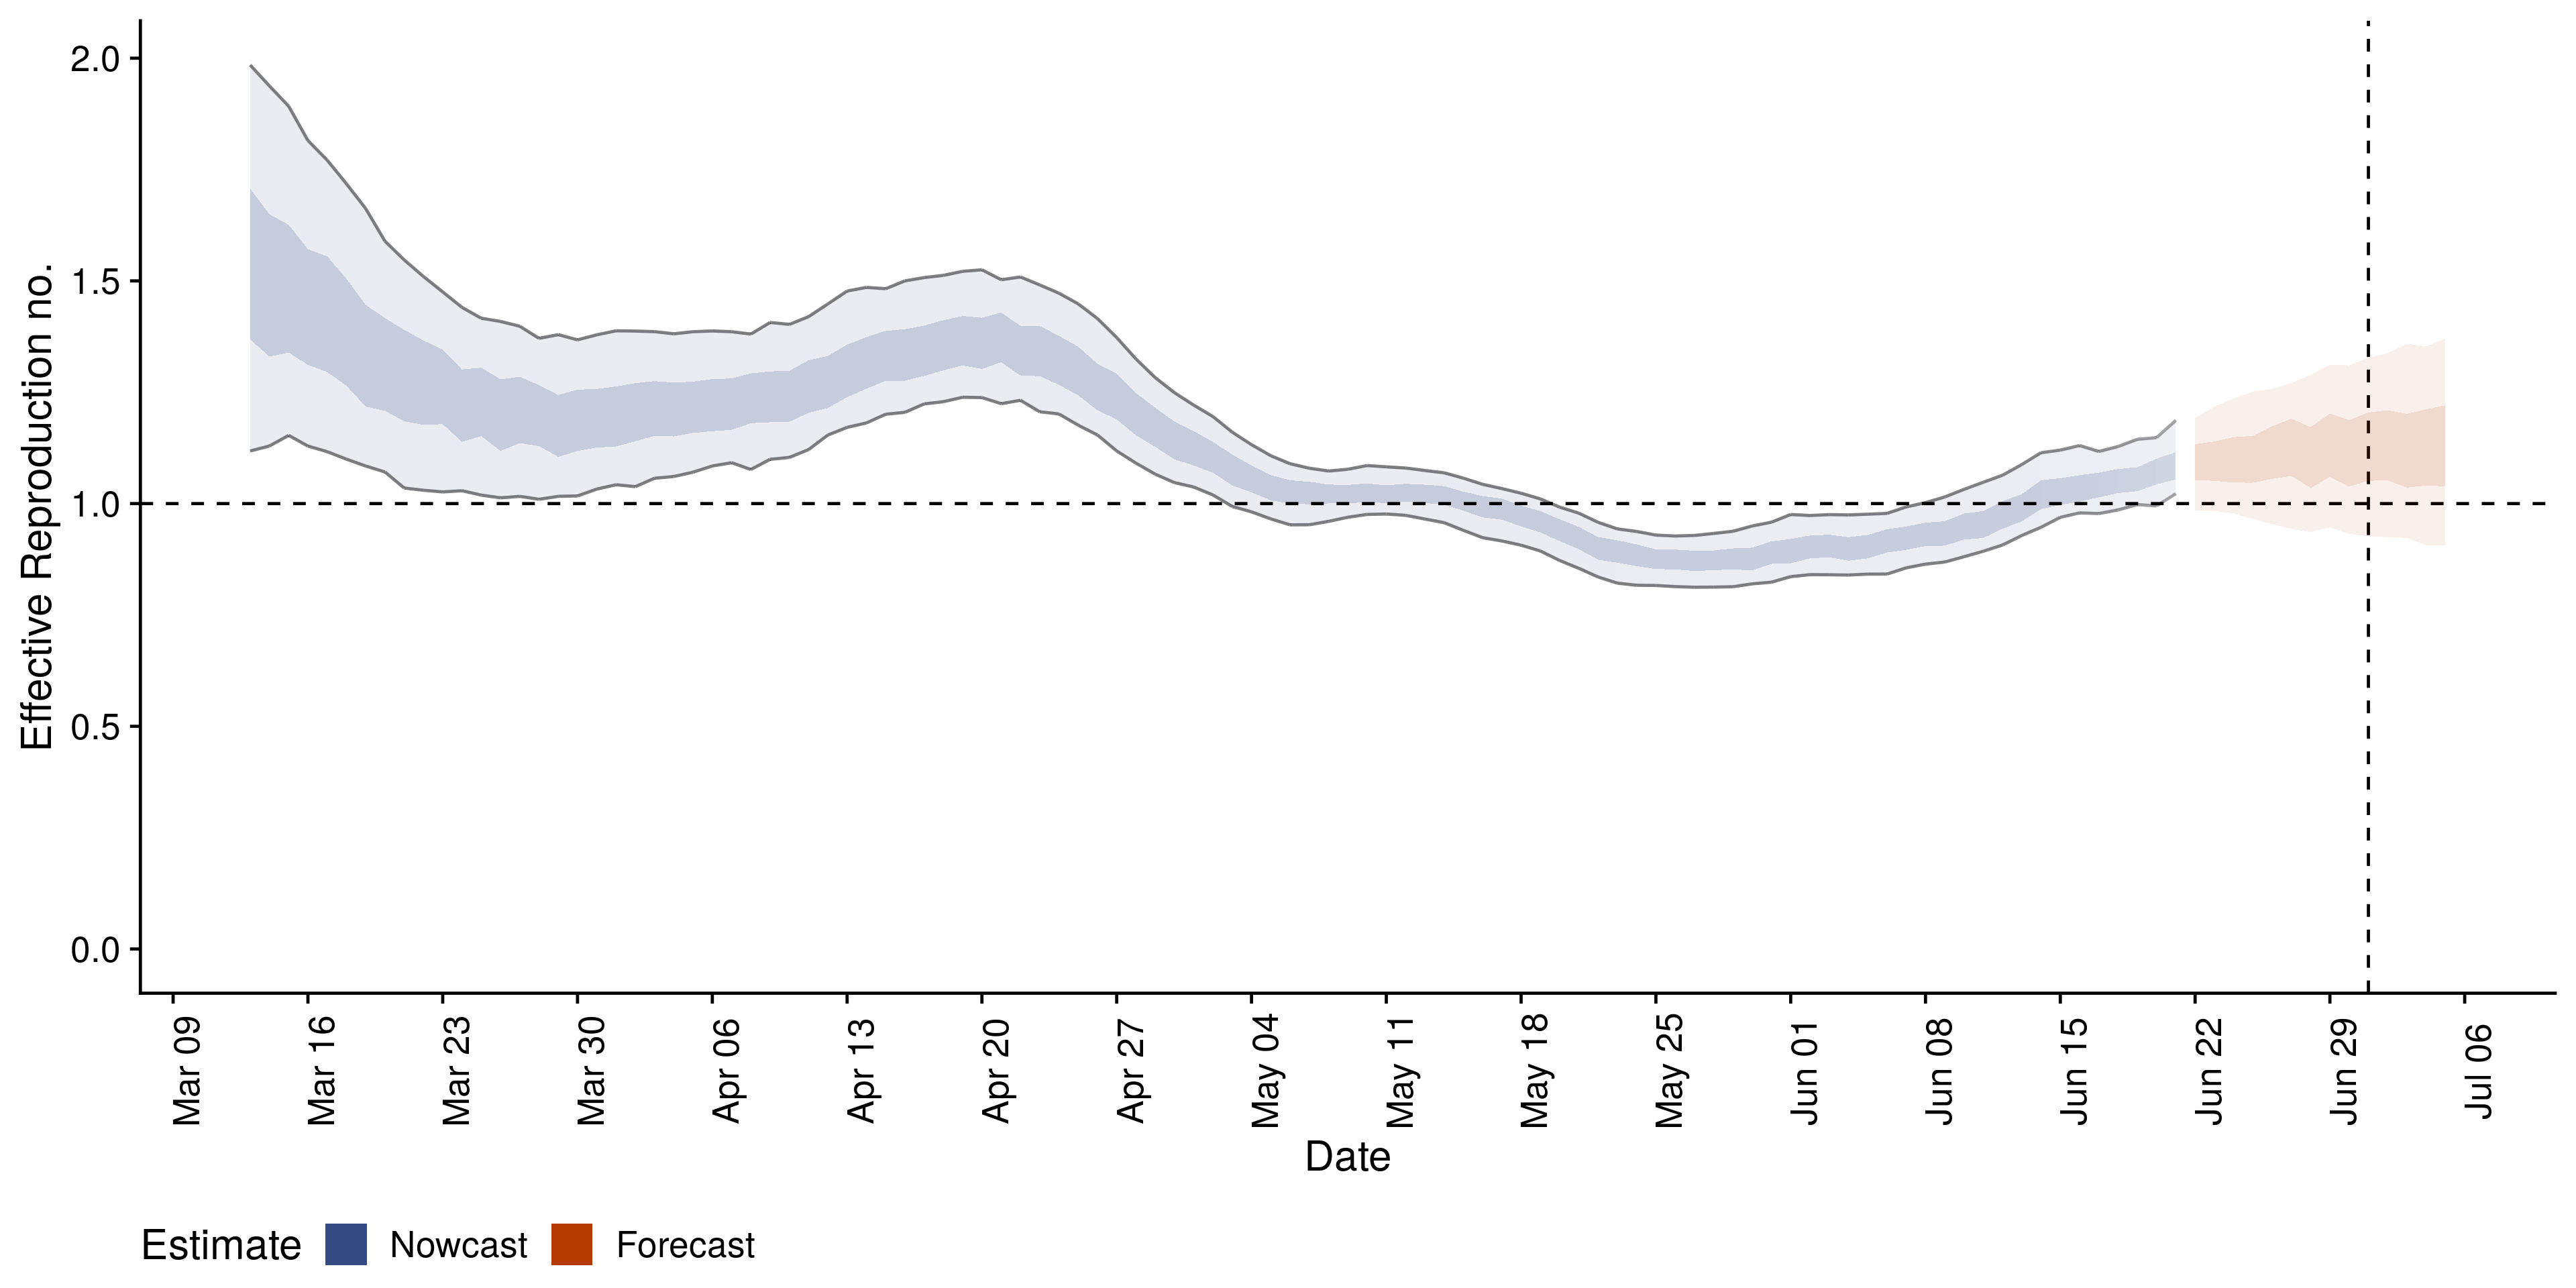 Effective Reproduction no.
2.0
1.5
1.0
0.5
0.0
Mar 09
Mar 16
Mar 23
Mar 30
Apr 06
Apr 13
Apr 20
Apr 27
May 04
May 11
May 18
May 25
Jun 01
Jun 08
Jun 15
Jun 22
Jun 29
Jul 06
Date
Estimate Nowcast Forecast